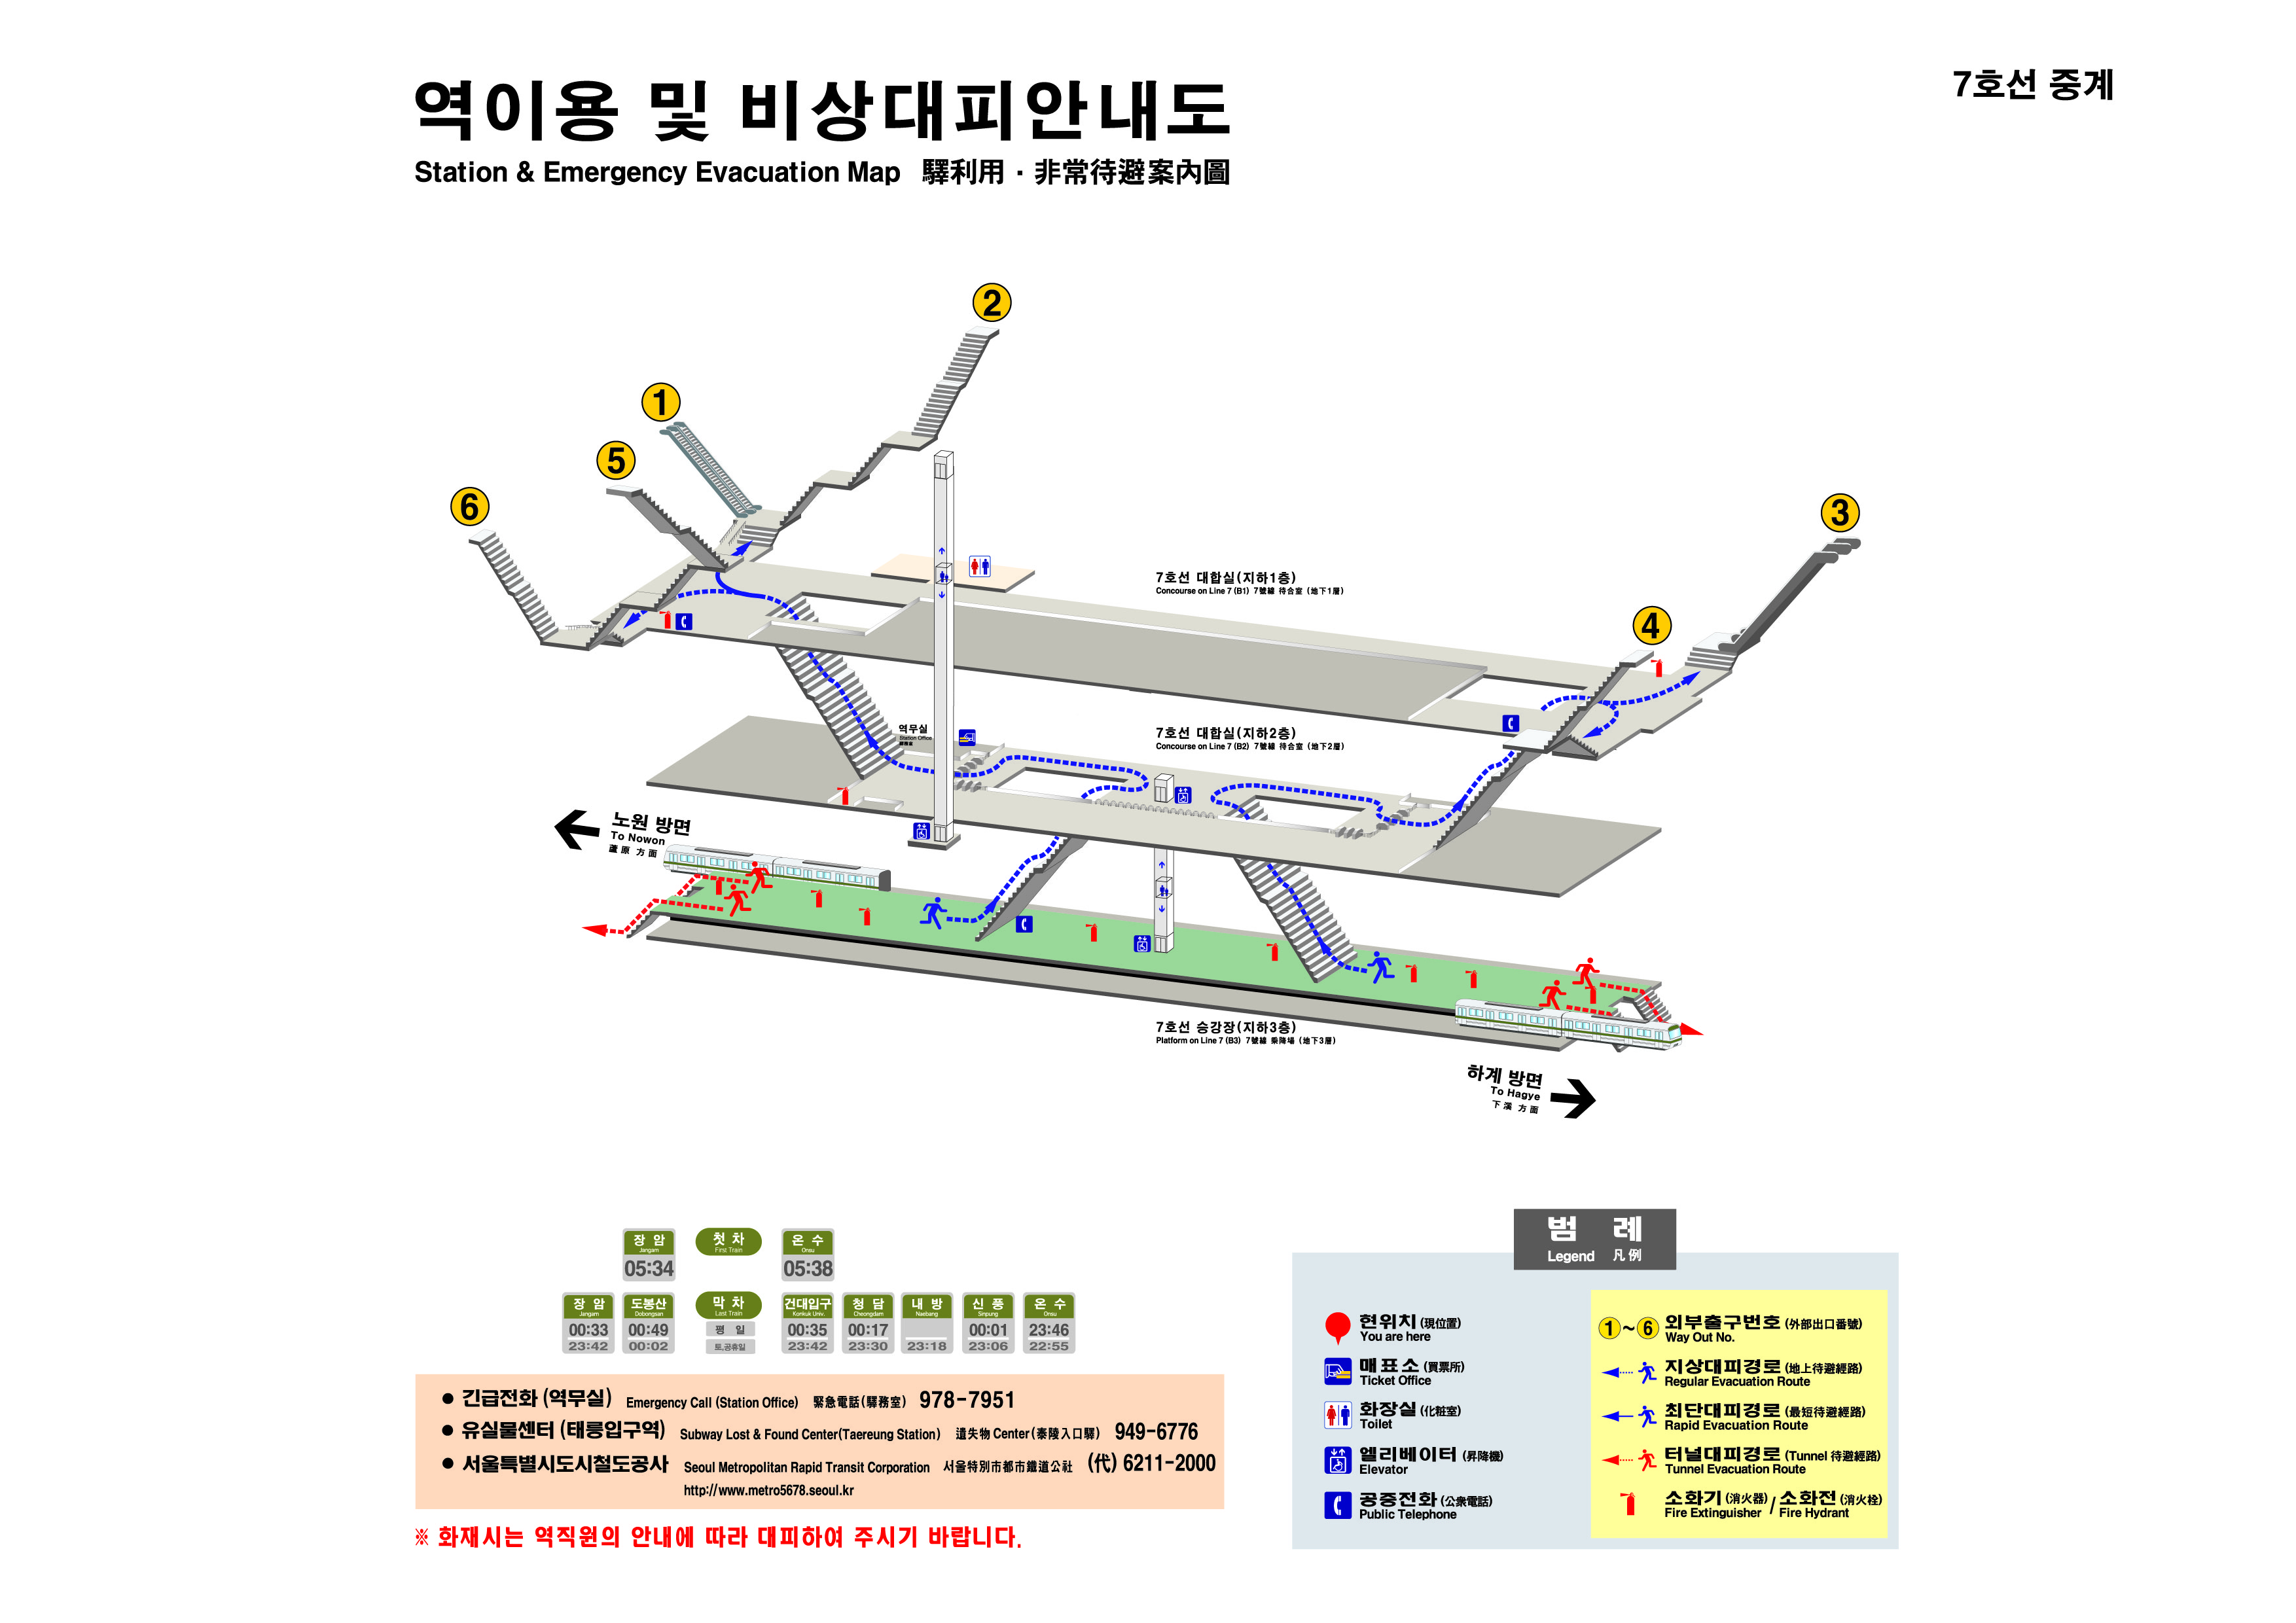 역이용 및 비상대피안내도
Station & Emergency Evacuation Map 驛利用 · 非常待避案內圖
7호선 중계
2
1
5
6
3
4
7호선 대합실(지하1층)
Concourse on Line 7 (B1) 7號線 待合室 (地下1層)
역무실
Station Office
驛務室
7호선 대합실(지하2층)
Concourse on Line 7 (B2) 7號線 待合室 (地下2層)
노원 방면
To Nowon
蘆原 方面
7호선 승강장(지하3층)
Platform on Line 7 (B3) 7號線 乘降場 (地下3層)
하계 방면
To Hagye
下溪 方面
장 암 첫 차 온 수
Jangam First Train Onsu
05:34 05:38
장 암 도봉산 막 차 건대입구 청 담 내 방 신 풍 온 수
Jangam Dobongsan Last Train Konkuk Univ. Cheongdam Naebang Sinpung Onsu
00:33 00:49 평 일 00:35 00:17 00:01 23:46
23:42 00:02 토,공휴일 23:42 23:30 23:18 23:06 22:55
● 긴급전화 (역무실) Emergency Call (Station Office) 緊急電話(驛務室) 978-7951
● 유실물센터 (태릉입구역) Subway Lost & Found Center(Taereung Station) 遺失物 Center(泰陵入口驛) 949-6776
● 서울특별시도시철도공사 Seoul Metropolitan Rapid Transit Corporation 서울特別市都市鐵道公社 (代) 6211-2000
http://www.metro5678.seoul.kr
※ 화재시는 역직원의 안내에 따라 대피하여 주시기 바랍니다.
범 례
Legend 凡例
현위치 (現位置)
You are here
매표소 (買票所)
Ticket Office
화장실 (化粧室)
Toilet
엘리베이터 (昇降機)
Elevator
공중전화 (公衆電話)
Public Telephone
1 ~ 6 외부출구번호 (外部出口番號)
Way Out No.
지상대피경로 (地上待避經路)
Regular Evacuation Route
최단대피경로 (最短待避經路)
Rapid Evacuation Route
터널대피경로 (Tunnel 待避經路)
Tunnel Evacuation Route
소화기 (消火器) / 소화전 (消火栓)
Fire Extinguisher / Fire Hydrant